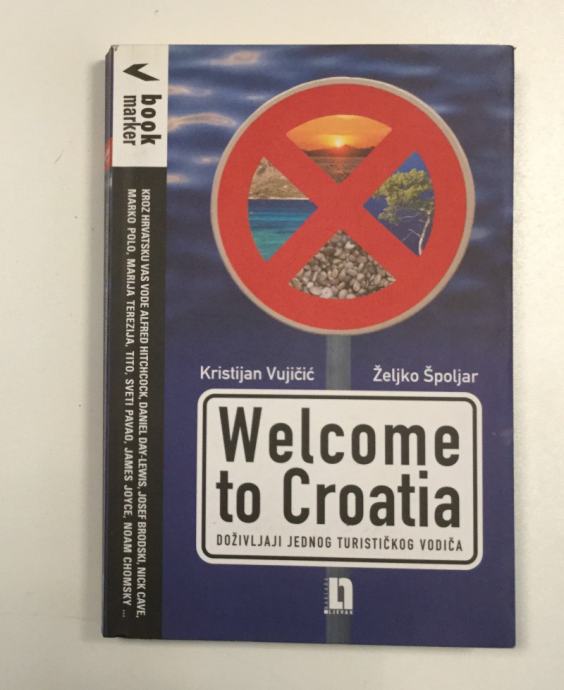 book
marker
KROZ HRVATSKU VAS VODE ALFRED HITCHCOCK, DANIEL DAY-LEWIS, JOSEF BRODSKI, NICK CAVE,
MARKO POLO, MARIJA TEREZIJA, TITO, SVETI PAVAO, JAMES JOYCE, NOAM CHOMSKY ...
Kristijan Vujičić Željko Špoljar
Welcome
to Croatia
DOŽIVLJAJI JEDNOG TURISTIČKOG VODIČA
LJEVAK